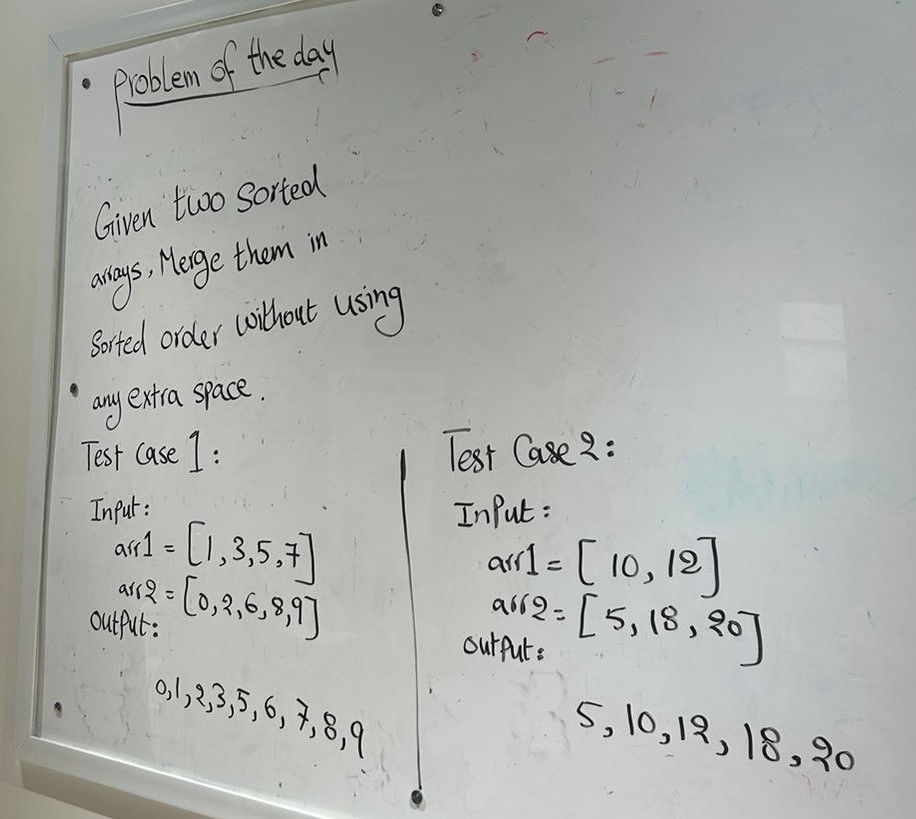 Problem of the day
Given two sorted
arrays, Merge them in
Sorted order without using
any extra space.
Test Case 1:
Input:
arr1 = [1, 3, 5, 7]
arr2 = [0, 2, 6, 8, 9]
Output:
0, 1, 2, 3, 5, 6, 7, 8, 9
Test Case 2:
Input:
arr1 = [10, 12]
arr2 = [5, 18, 20]
Output:
5, 10, 12, 18, 20